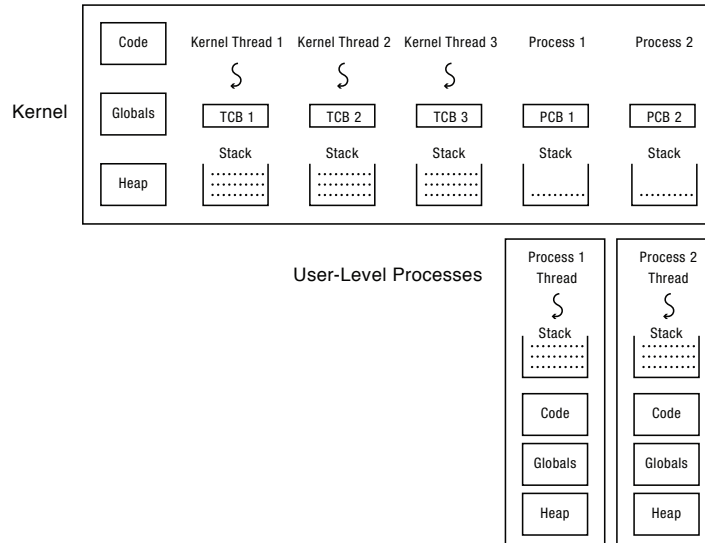 Code
Kernel Thread 1
Kernel Thread 2
Kernel Thread 3
Process 1
Process 2
Kernel
Globals
TCB 1
TCB 2
TCB 3
PCB 1
PCB 2
Stack
Stack
Stack
Stack
Stack
Heap
User-Level Processes
Process 1
Thread
Stack
Code
Globals
Heap
Process 2
Thread
Stack
Code
Globals
Heap